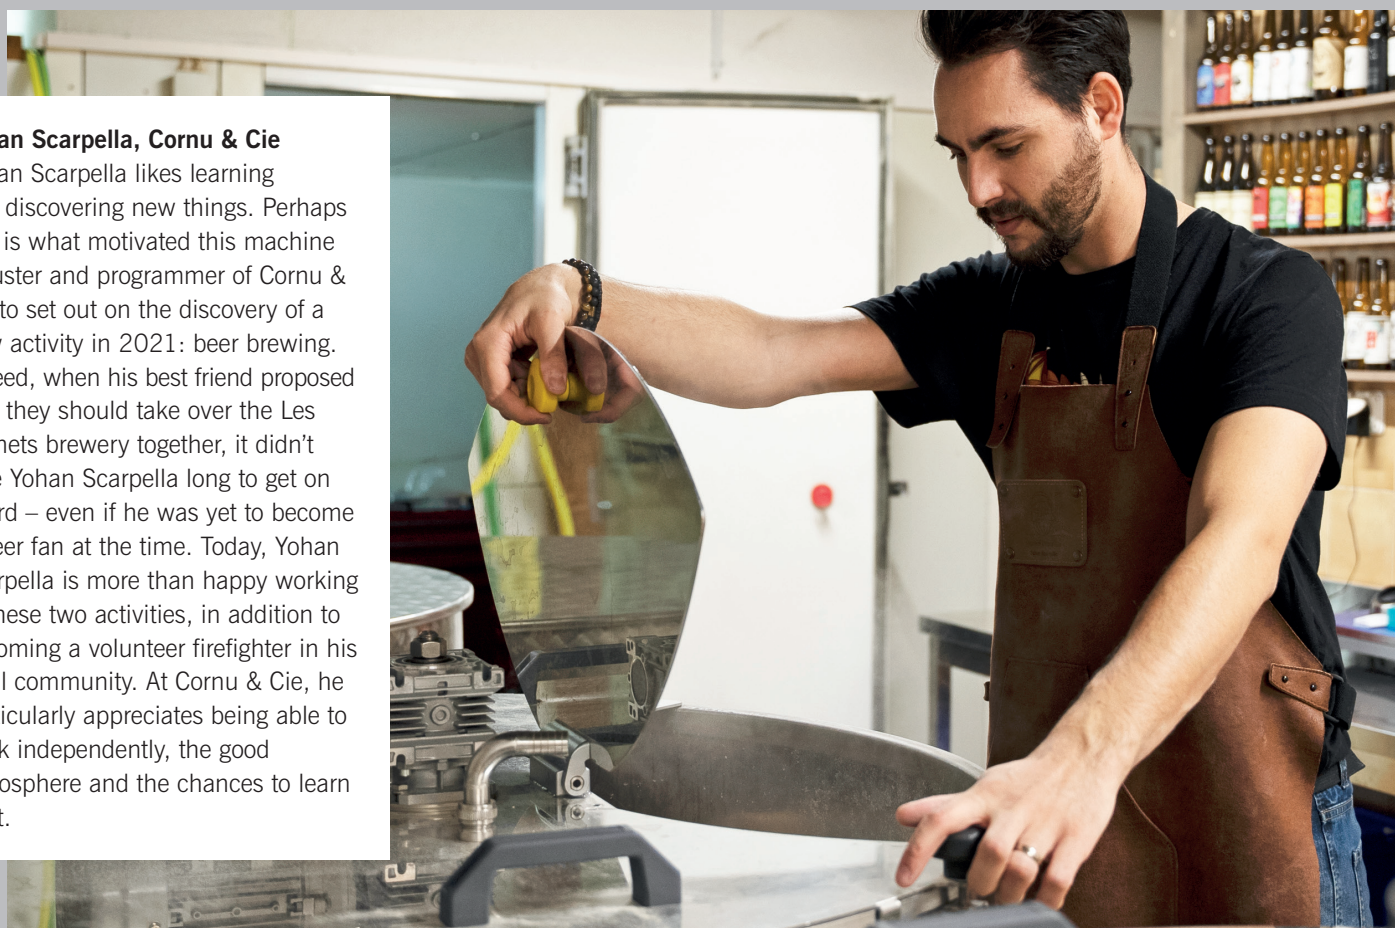 an Scarpella, Cornu & Cie
an Scarpella likes learning
discovering new things. Perhaps
is what motivated this machine
uster and programmer of Cornu &
to set out on the discovery of a
activity in 2021: beer brewing.
eed, when his best friend proposed
they should take over the Les
nets brewery together, it didn’t
e Yohan Scarpella long to get on
rd – even if he was yet to become
eer fan at the time. Today, Yohan
rpella is more than happy working
hese two activities, in addition to
oming a volunteer firefighter in his
l community. At Cornu & Cie, he
icularly appreciates being able to
k independently, the good
osphere and the chances to learn
t.